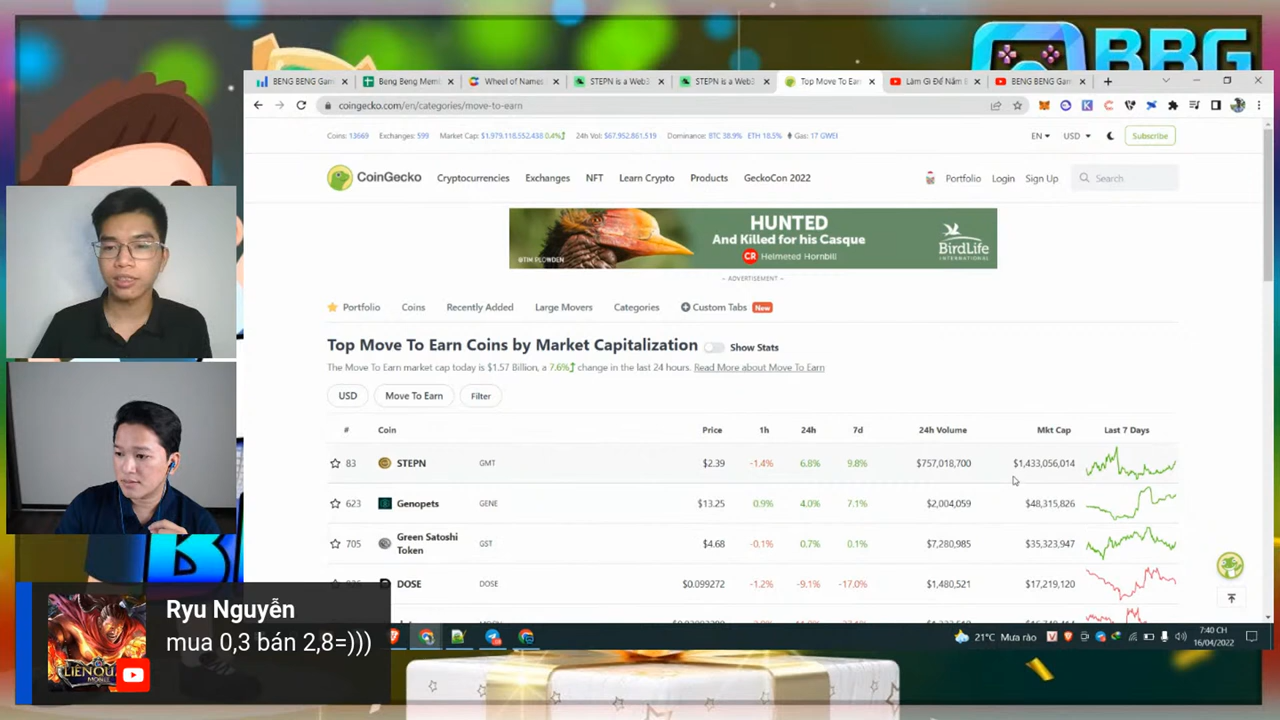 BBG
BENG BENG Gam
Beng Beng Memb
Wheel of Names
STEPN is a Web3
STEPN is a Web3
Top Move To Earn
Làm Gì Để Nắm B
BENG BENG Gam
coingecko.com/en/categories/move-to-earn
Coins: 13669 Exchanges: 599 Market Cap: $1,979,118,552,438 0.4% 24h Vol: $67,952,861,519 Dominance: BTC 38.9% ETH 18.5% Gas: 17 GWEI
EN USD Subscribe
CoinGecko Cryptocurrencies Exchanges NFT Learn Crypto Products GeckoCon 2022 Portfolio Login Sign Up Search
HUNTED
And Killed for his Casque
CR Helmeted Hornbill
@TIM PLOWDEN
BirdLife
INTERNATIONAL
– ADVERTISEMENT –
Portfolio Coins Recently Added Large Movers Categories Custom Tabs New
Top Move To Earn Coins by Market Capitalization Show Stats
The Move To Earn market cap today is $1.57 Billion, a 7.6% change in the last 24 hours. Read More about Move To Earn
USD Move To Earn Filter
# Coin Price 1h 24h 7d 24h Volume Mkt Cap Last 7 Days
83 STEPN GMT $2.39 -1.4% 6.8% 9.8% $757,018,700 $1,433,056,014
623 Genopets GENE $13.25 0.9% 4.0% 7.1% $2,004,059 $48,315,826
705 Green Satoshi Token GST $4.68 -0.1% 0.7% 0.1% $7,280,985 $35,323,947
DOSE DOSE $0.099272 -1.2% -9.1% -17.0% $1,480,521 $17,219,120
21°C Mưa rào
7:40 CH
16/04/2022
Ryu Nguyễn
mua 0,3 bán 2,8=)))
LIÊN QUÂN
MOBILE